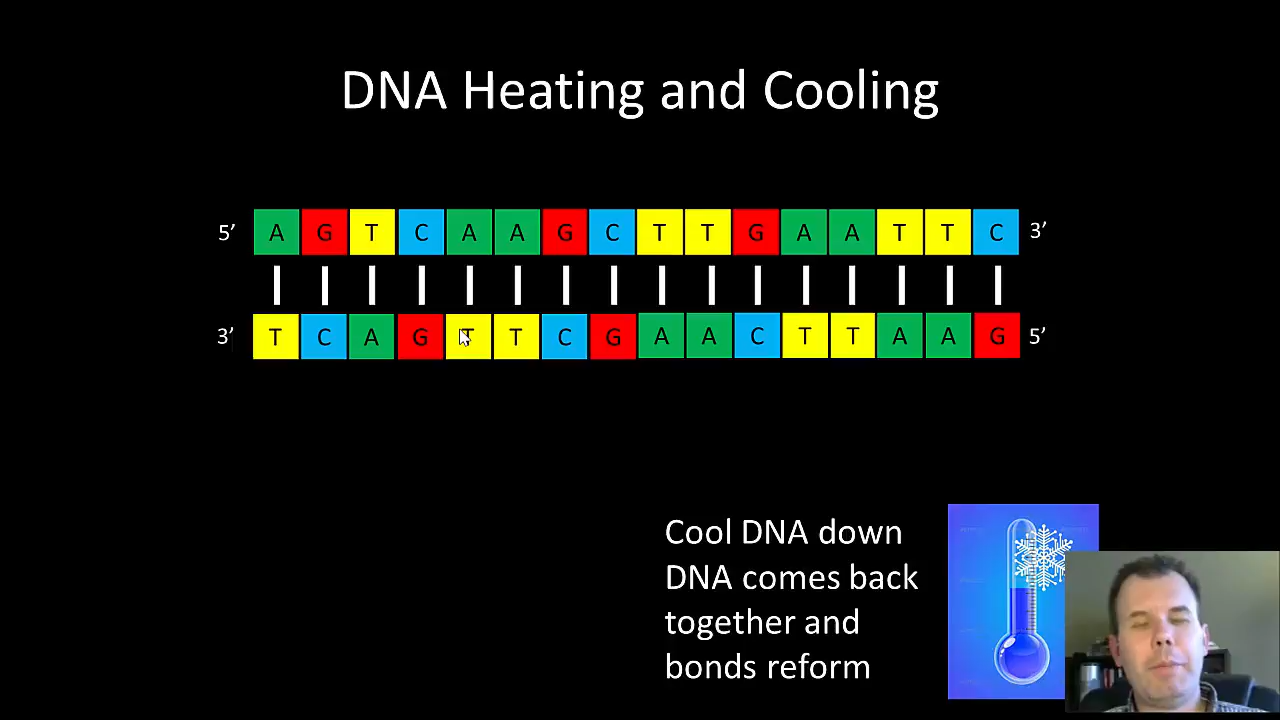 DNA Heating and Cooling
5’ A G T C A A G C T T G A A T T C 3’
3’ T C A G T T C G A A C T T A A G 5’
Cool DNA down
DNA comes back
together and
bonds reform